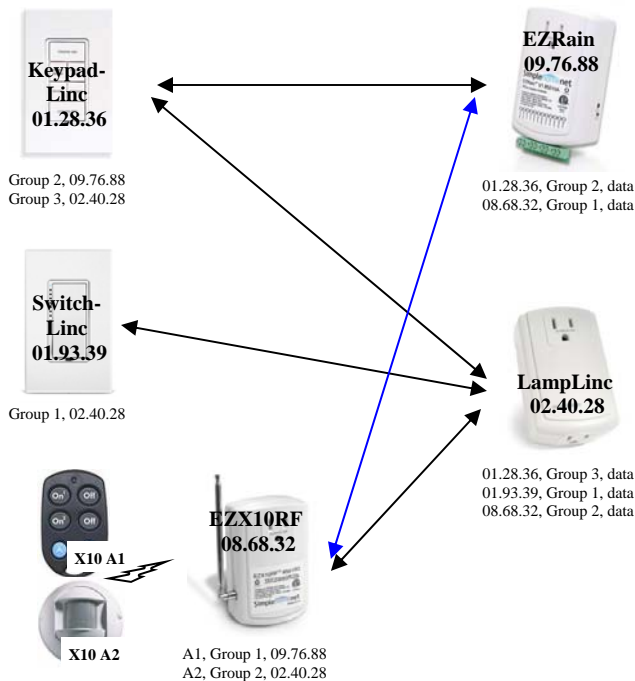 Keypad-
Linc
01.28.36
Group 2, 09.76.88
Group 3, 02.40.28
EZRain
09.76.88
01.28.36, Group 2, data
08.68.32, Group 1, data
Switch-
Linc
01.93.39
Group 1, 02.40.28
LampLinc
02.40.28
01.28.36, Group 3, data
01.93.39, Group 1, data
08.68.32, Group 2, data
On
Off
On
Off
X10 A1
X10 A2
EZX10RF
08.68.32
A1, Group 1, 09.76.88
A2, Group 2, 02.40.28